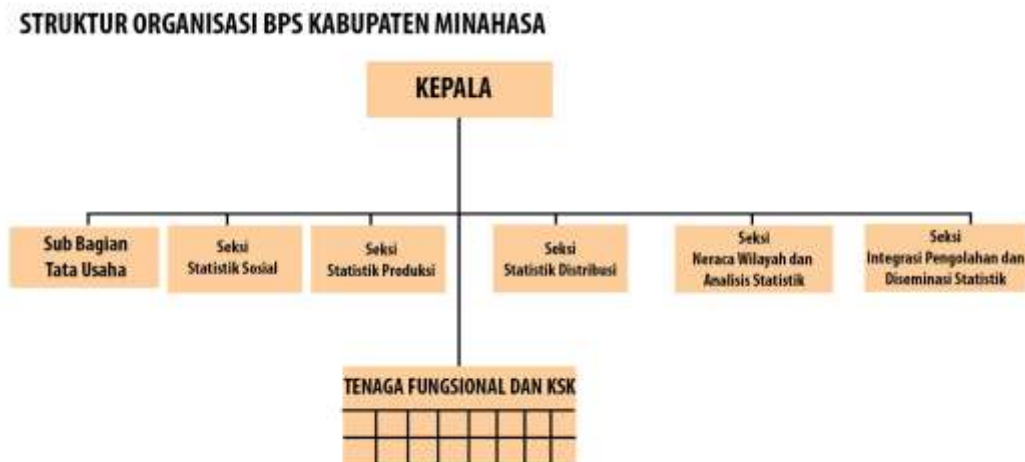 STRUKTUR ORGANISASI BPS KABUPATEN MINAHASA
KEPALA
Sub Bagian
Tata Usaha
Seksi
Statistik Sosial
Seksi
Statistik Produksi
Seksi
Statistik Distribusi
Seksi
Neraca Wilayah dan
Analisis Statistik
Seksi
Integrasi Pengolahan dan
Diseminasi Statistik
TENAGA FUNGSIONAL DAN KSK